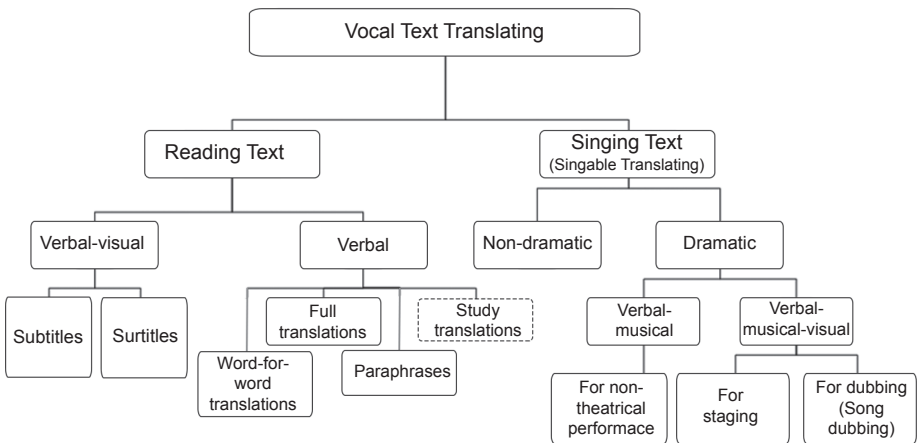 Vocal Text Translating
Reading Text
Singing Text
(Singable Translating)
Verbal-visual
Verbal
Non-dramatic
Dramatic
Subtitles
Surtitles
Full
translations
Study
translations
Word-for-
word
translations
Paraphrases
Verbal-
musical
Verbal-
musical-visual
For non-
theatrical
performace
For
staging
For dubbing
(Song
dubbing)